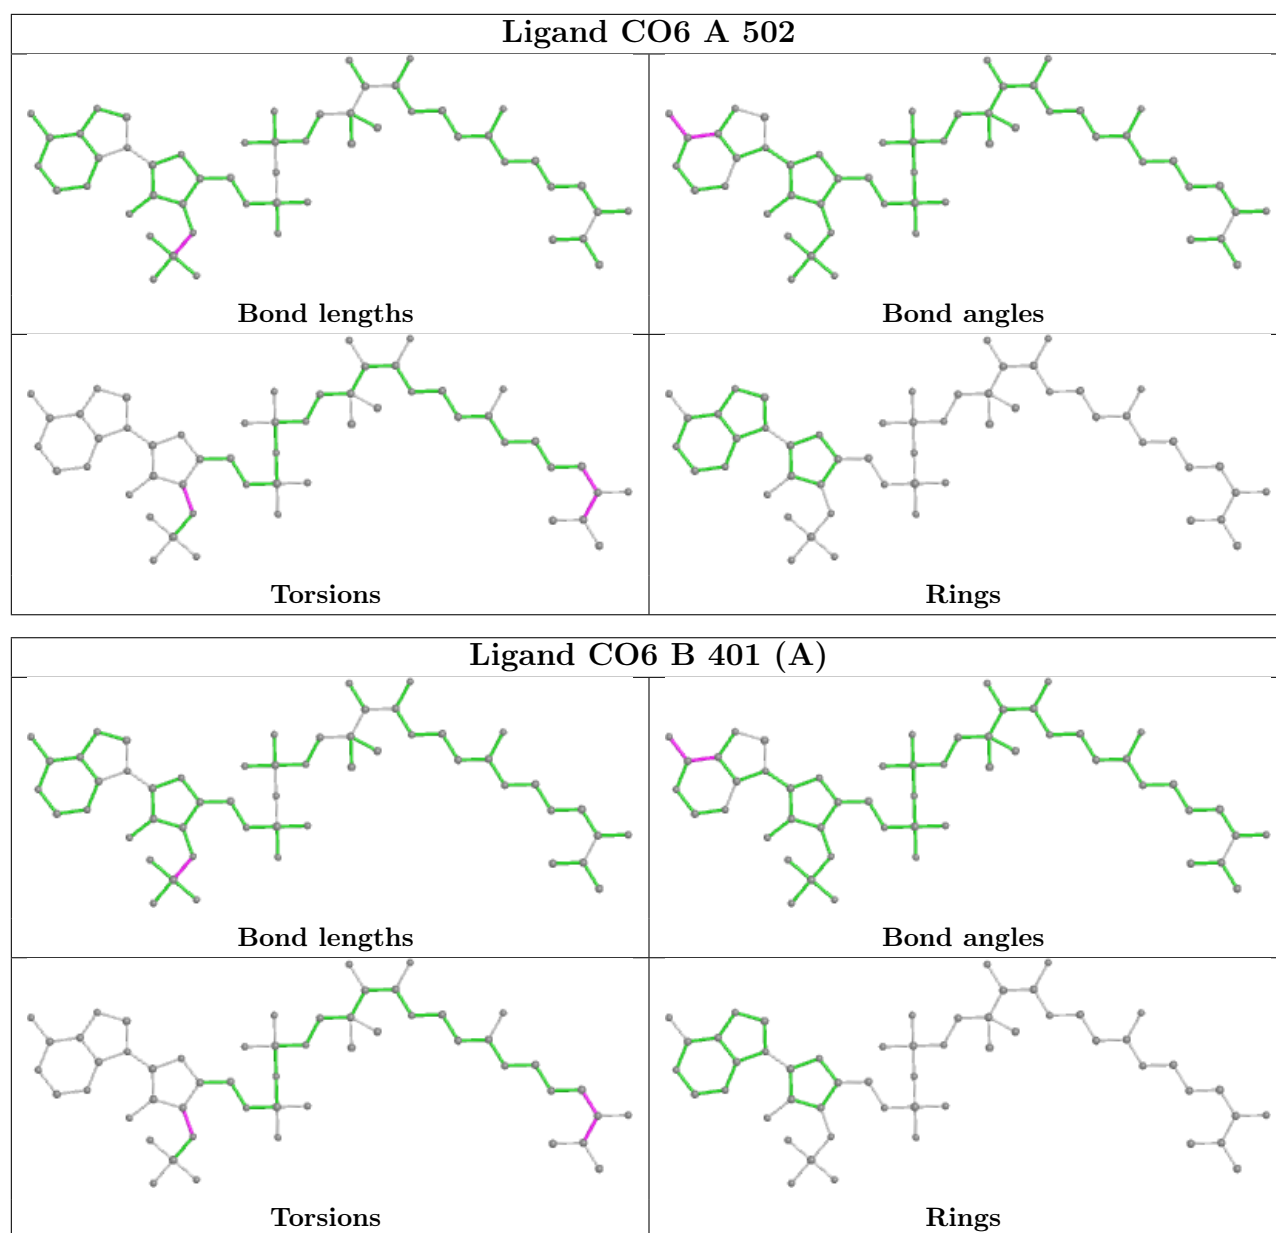 Ligand CO6 A 502
Bond lengths
Bond angles
Torsions
Rings
Ligand CO6 B 401 (A)
Bond lengths
Bond angles
Torsions
Rings